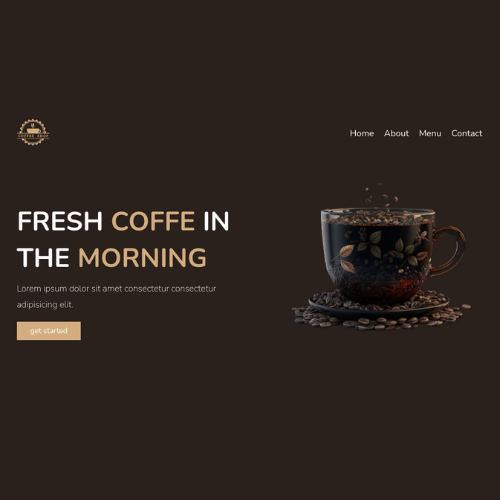 COFFEE SHOP
Home About Menu Contact
FRESH COFFE IN
THE MORNING
Lorem ipsum dolor sit amet consectetur consectetur
adipisicing elit.
get started